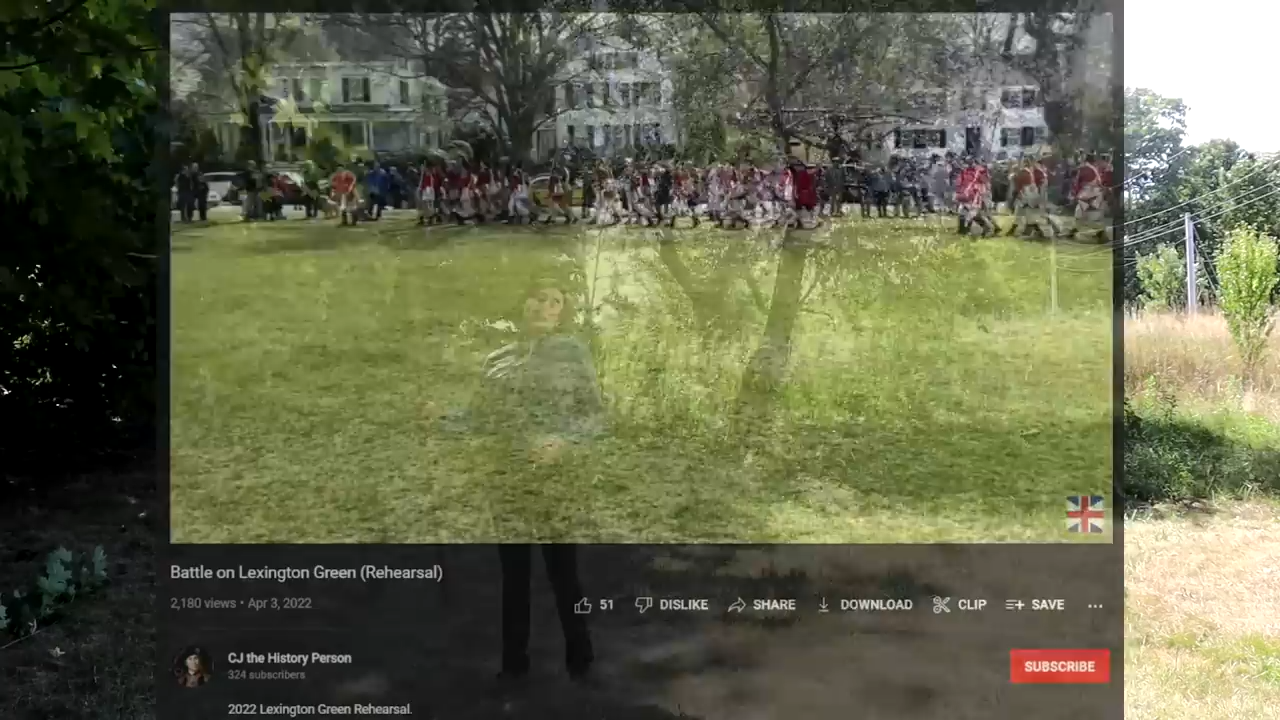 Battle on Lexington Green (Rehearsal)
2,180 views • Apr 3, 2022
51 DISLIKE SHARE DOWNLOAD CLIP SAVE ...
CJ the History Person
324 subscribers
SUBSCRIBE
2022 Lexington Green Rehearsal.